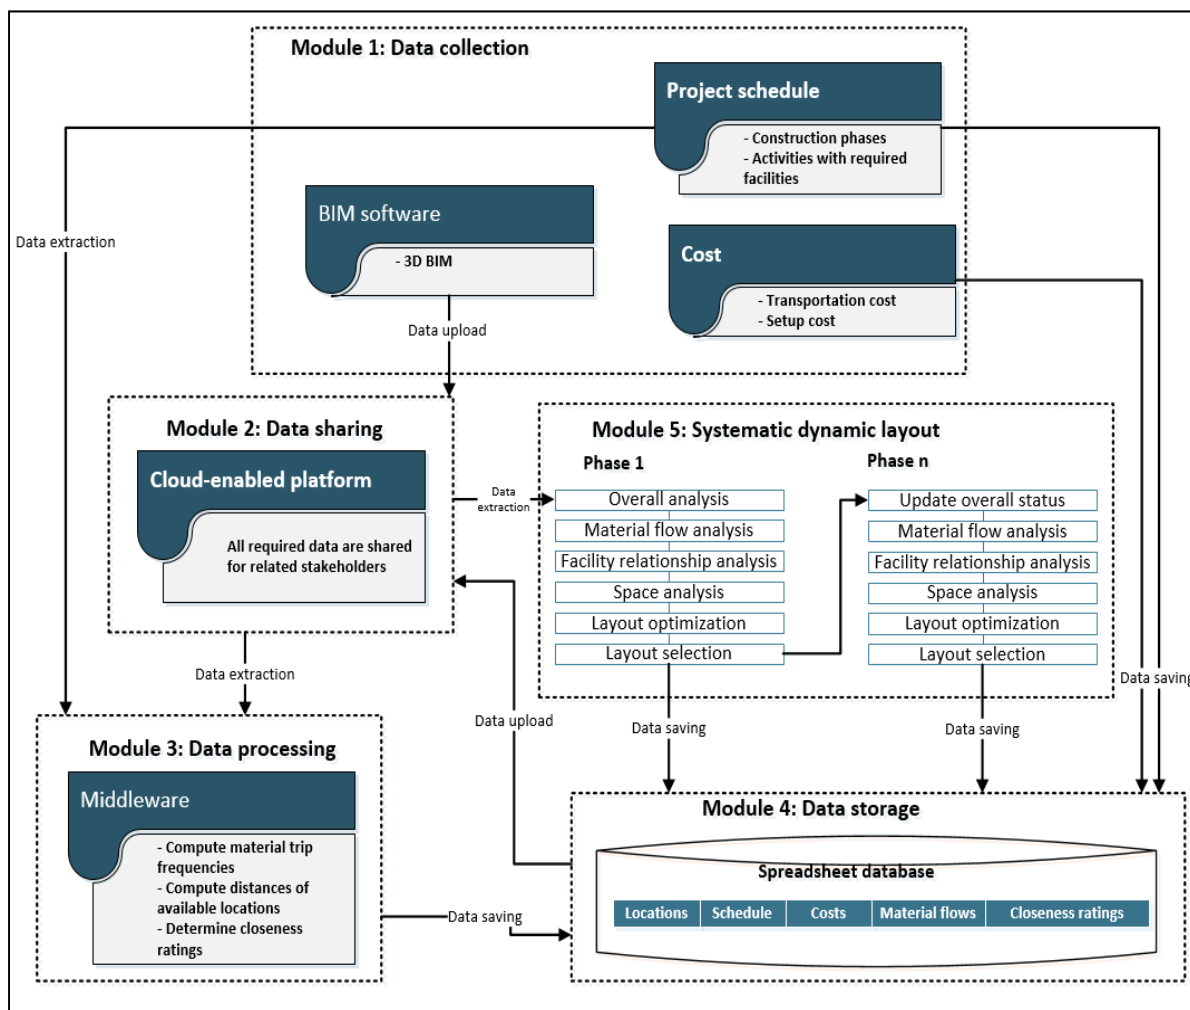 Module 1: Data collection
Project schedule
- Construction phases
- Activities with required
facilities
BIM software
- 3D BIM
Cost
- Transportation cost
- Setup cost
Data extraction
Data upload
Module 2: Data sharing
Cloud-enabled platform
All required data are shared
for related stakeholders
Data
extraction
Module 5: Systematic dynamic layout
Phase 1
Overall analysis
Material flow analysis
Facility relationship analysis
Space analysis
Layout optimization
Layout selection
Phase n
Update overall status
Material flow analysis
Facility relationship analysis
Space analysis
Layout optimization
Layout selection
Data extraction
Data upload
Data saving
Data saving
Data saving
Module 3: Data processing
Middleware
- Compute material trip
frequencies
- Compute distances of
available locations
- Determine closeness
ratings
Data saving
Module 4: Data storage
Spreadsheet database
Locations
Schedule
Costs
Material flows
Closeness ratings